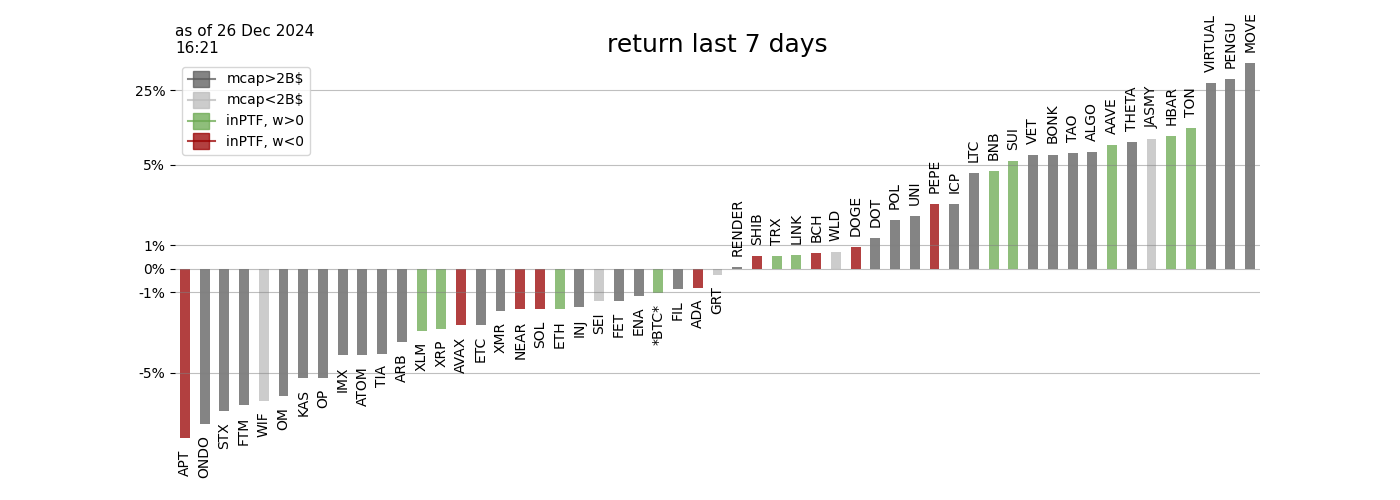 as of 26 Dec 2024
16:21
return last 7 days
mcap>2B$
mcap<2B$
inPTF, w>0
inPTF, w<0
25%
5%
1%
0%
-1%
-5%
APT
ONDO
STX
FTM
WIF
OM
KAS
OP
IMX
ATOM
TIA
ARB
XLM
XRP
AVAX
ETC
XMR
NEAR
SOL
ETH
INJ
SEI
FET
ENA
*BTC*
FIL
ADA
GRT
RENDER
SHIB
TRX
LINK
BCH
WLD
DOGE
DOT
POL
UNI
PEPE
ICP
LTC
BNB
SUI
VET
BONK
TAO
ALGO
AAVE
THETA
JASMY
HBAR
TON
VIRTUAL
PENGU
MOVE